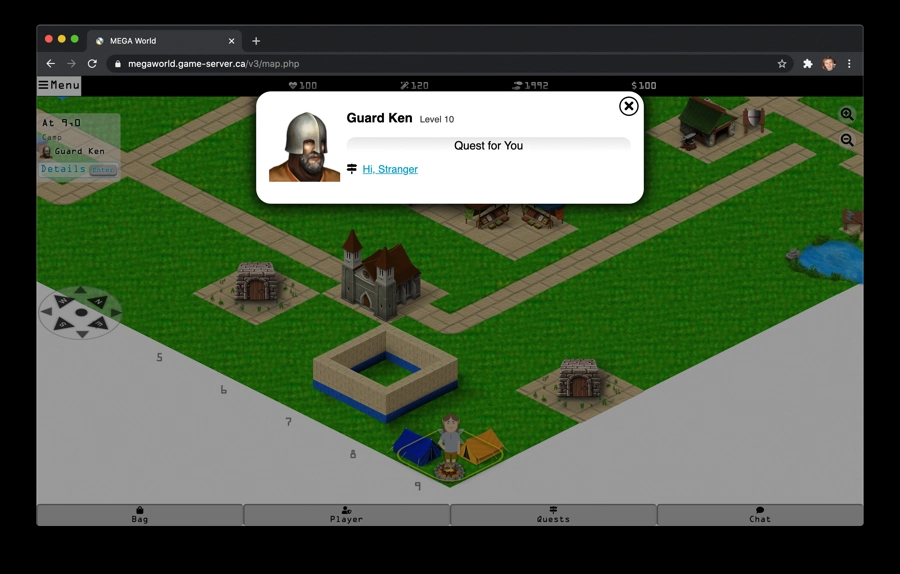 MEGA World
megaworld.game-server.ca/v3/map.php
Menu
100
120
1992
$100
Guard Ken Level 10
Quest for You
Hi, Stranger
At 9,0
Camp
Guard Ken
Details Enter
W N
S E
5
6
7
8
9
Bag
Player
Quests
Chat